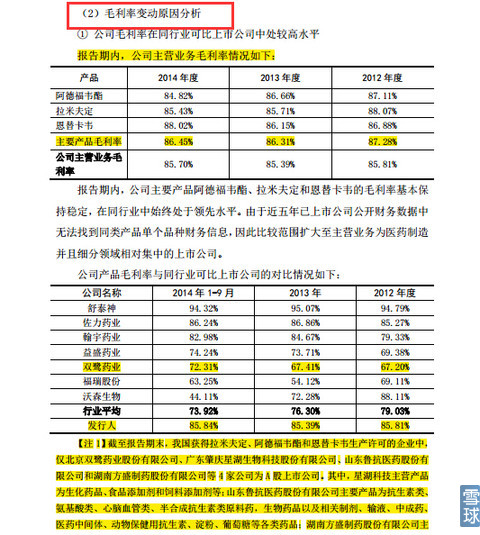 （2）毛利率变动原因分析
① 公司毛利率在同行业可比上市公司中处较高水平
报告期内，公司主营业务毛利率情况如下：
产品 2014 年度 2013 年度 2012 年度
阿德福韦酯 84.82% 86.66% 87.11%
拉米夫定 85.43% 85.71% 88.07%
恩替卡韦 88.02% 86.15% 86.88%
主要产品毛利率 86.45% 86.31% 87.28%
公司主营业务毛
利率 85.70% 85.39% 85.81%
报告期内，公司主要产品阿德福韦酯、拉米夫定和恩替卡韦的毛利率基本保
持稳定，在同行业中始终处于领先水平。由于近五年已上市公司公开财务数据中
无法找到同类产品单个品种财务信息，因此比较范围扩大至主营业务为医药制造
并且细分领域相对集中的上市公司。
公司产品毛利率与同行业可比上市公司的对比情况如下：
公司名称 2014 年 1-9 月 2013 年 2012 年度
舒泰神 94.32% 95.07% 94.79%
佐力药业 86.24% 86.86% 85.27%
翰宇药业 82.98% 84.67% 79.33%
益盛药业 74.24% 73.71% 69.38%
双鹭药业 72.31% 67.41% 67.20%
福瑞股份 63.25% 54.12% 69.11%
沃森生物 44.11% 72.28% 88.11%
行业平均 73.92% 76.30% 79.03%
发行人 85.84% 85.39% 85.81%
【注 1】截至报告期末，我国获得拉米夫定、阿德福韦酯和恩替卡韦生产许可的企业中，
仅北京双鹭药业股份有限公司、广东肇庆星湖生物科技股份有限公司、山东鲁抗医药股份有
限公司和湖南方盛制药股份有限公司等 4 家公司为 A 股上市公司。其中，星湖科技主营产品
为生化药品、食品添加剂和饲料添加剂等；山东鲁抗医药股份有限公司主要产品为抗生素类、
氨基酸类、心脑血管类、半合成抗生素类原料药，生物药品以及相关制剂、输液、中成药、
医药中间体、动物保健用抗生素、淀粉、葡萄糖等各类药品；湖南方盛制药股份有限公司主
雪球